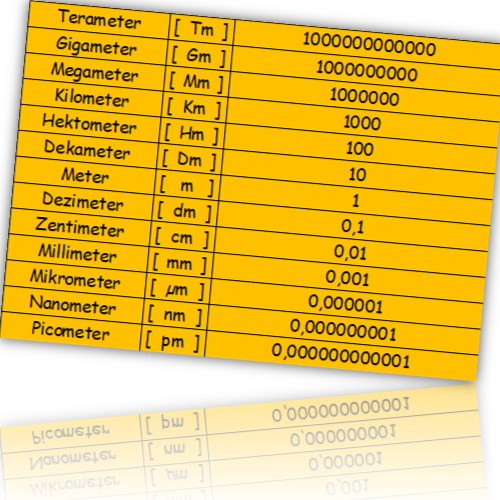 Terameter [ Tm ] 1000000000000
Gigameter [ Gm ] 1000000000
Megameter [ Mm ] 1000000
Kilometer [ Km ] 1000
Hektometer [ Hm ] 100
Dekameter [ Dm ] 10
Meter [ m ] 1
Dezimeter [ dm ] 0,1
Zentimeter [ cm ] 0,01
Millimeter [ mm ] 0,001
Mikrometer [ µm ] 0,000001
Nanometer [ nm ] 0,000000001
Picometer [ pm ] 0,000000000001